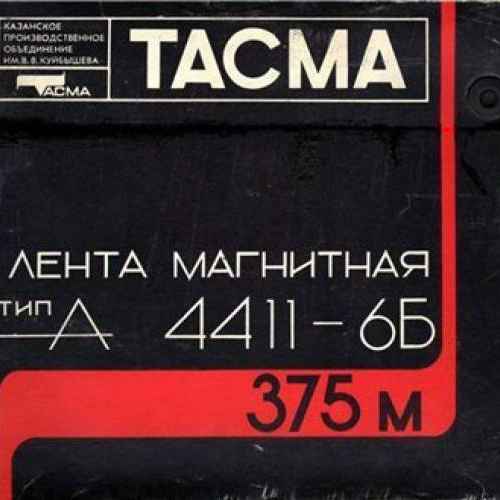 КАЗАНСКОЕ
ПРОИЗВОДСТВЕННОЕ
ОБЪЕДИНЕНИЕ
ИМ.В.В.КУЙБЫШЕВА
ТАСМА
ТАСМА
ЛЕНТА МАГНИТНАЯ
ТИП А 4411-6Б
375 м